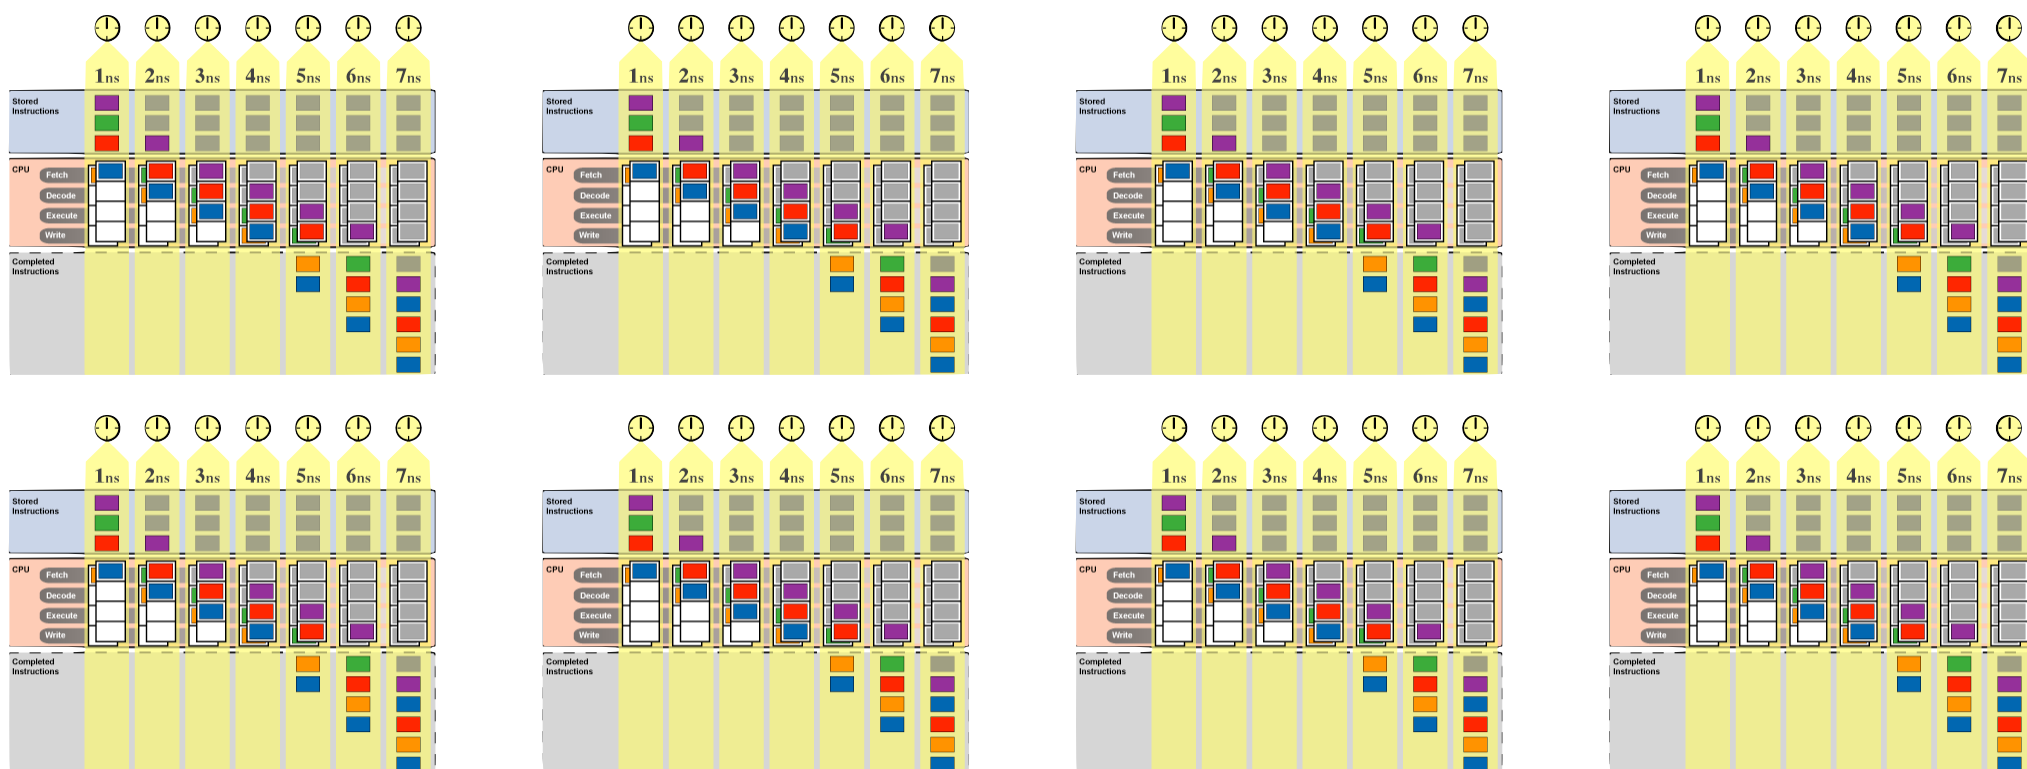 1ns 2ns 3ns 4ns 5ns 6ns 7ns 1ns 2ns 3ns 4ns 5ns 6ns 7ns 1ns 2ns 3ns 4ns 5ns 6ns 7ns 1ns 2ns 3ns 4ns 5ns 6ns 7ns
Stored Stored Stored Stored
Instructions Instructions Instructions Instructions
CPU Fetch CPU Fetch CPU Fetch CPU Fetch
Decode Decode Decode Decode
Execute Execute Execute Execute
Write Write Write Write
Completed Completed Completed Completed
Instructions Instructions Instructions Instructions
1ns 2ns 3ns 4ns 5ns 6ns 7ns 1ns 2ns 3ns 4ns 5ns 6ns 7ns 1ns 2ns 3ns 4ns 5ns 6ns 7ns 1ns 2ns 3ns 4ns 5ns 6ns 7ns
Stored Stored Stored Stored
Instructions Instructions Instructions Instructions
CPU Fetch CPU Fetch CPU Fetch CPU Fetch
Decode Decode Decode Decode
Execute Execute Execute Execute
Write Write Write Write
Completed Completed Completed Completed
Instructions Instructions Instructions Instructions